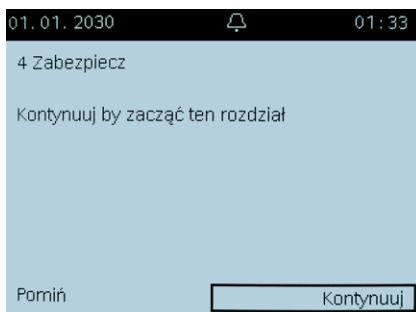 01.01.2030 01:33
4 Zabezpiecz
Kontynuuj by zacząć ten rozdział
Pomiń Kontynuuj